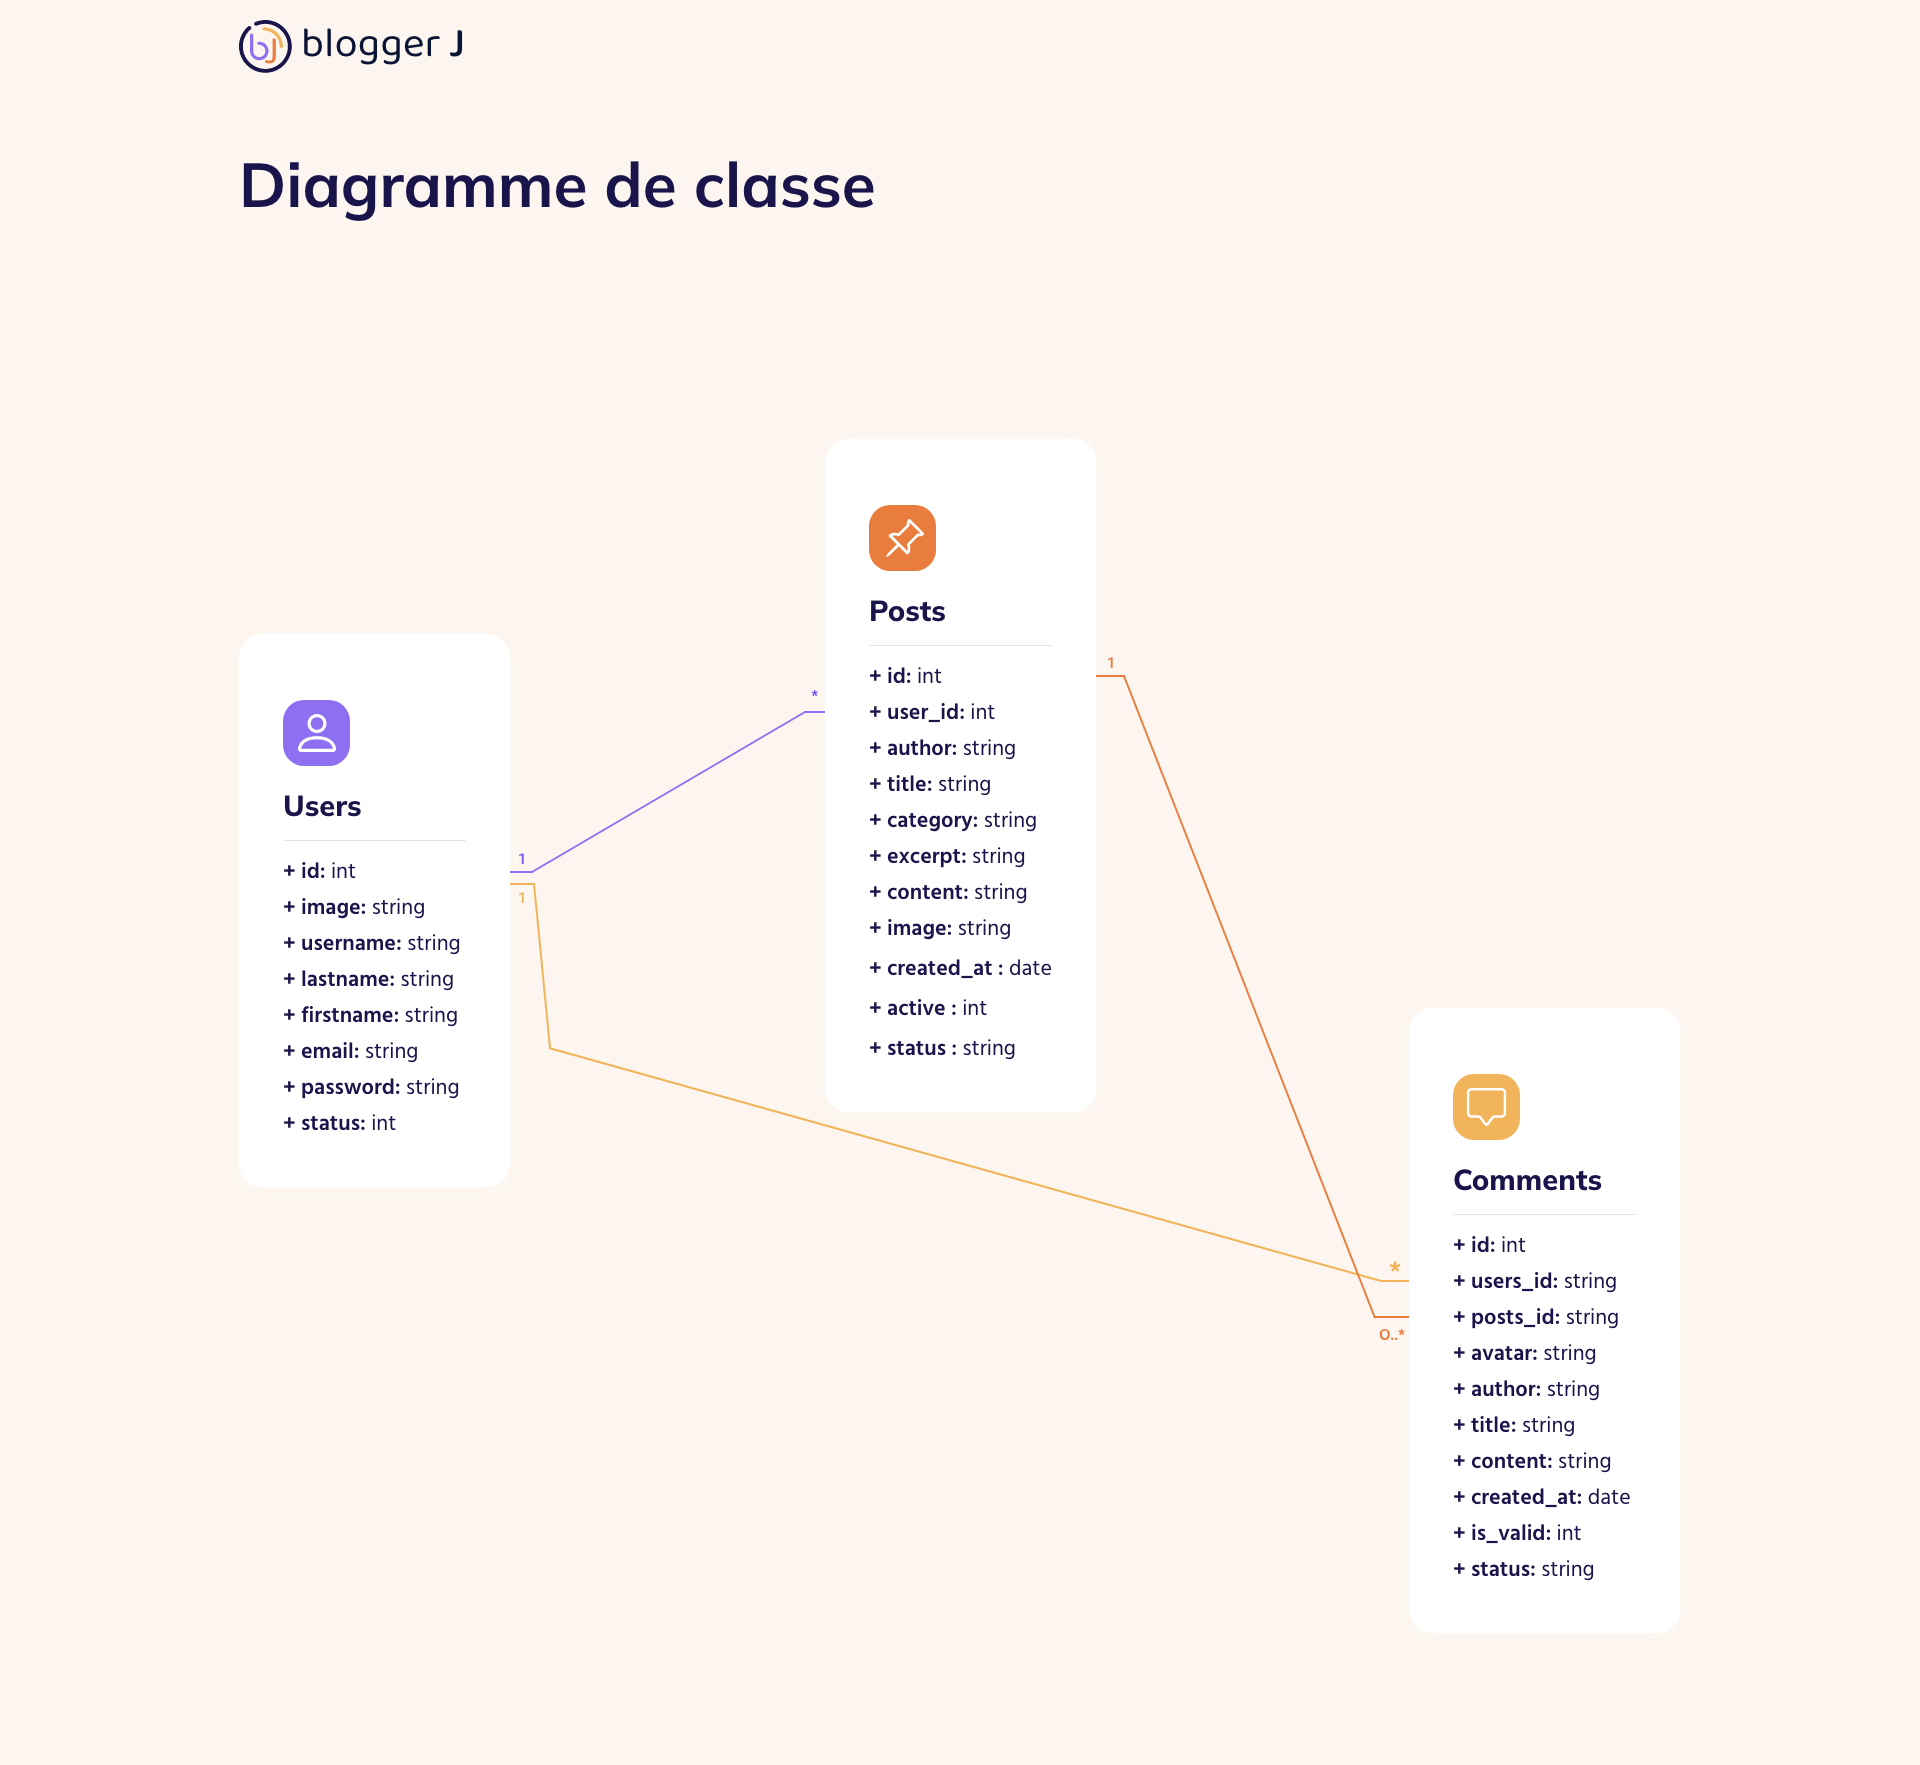 blogger J
Diagramme de classe
Users
+ id: int
+ image: string
+ username: string
+ lastname: string
+ firstname: string
+ email: string
+ password: string
+ status: int
1
1
*
Posts
+ id: int
+ user_id: int
+ author: string
+ title: string
+ category: string
+ excerpt: string
+ content: string
+ image: string
+ created_at : date
+ active : int
+ status : string
1
*
O..*
Comments
+ id: int
+ users_id: string
+ posts_id: string
+ avatar: string
+ author: string
+ title: string
+ content: string
+ created_at: date
+ is_valid: int
+ status: string